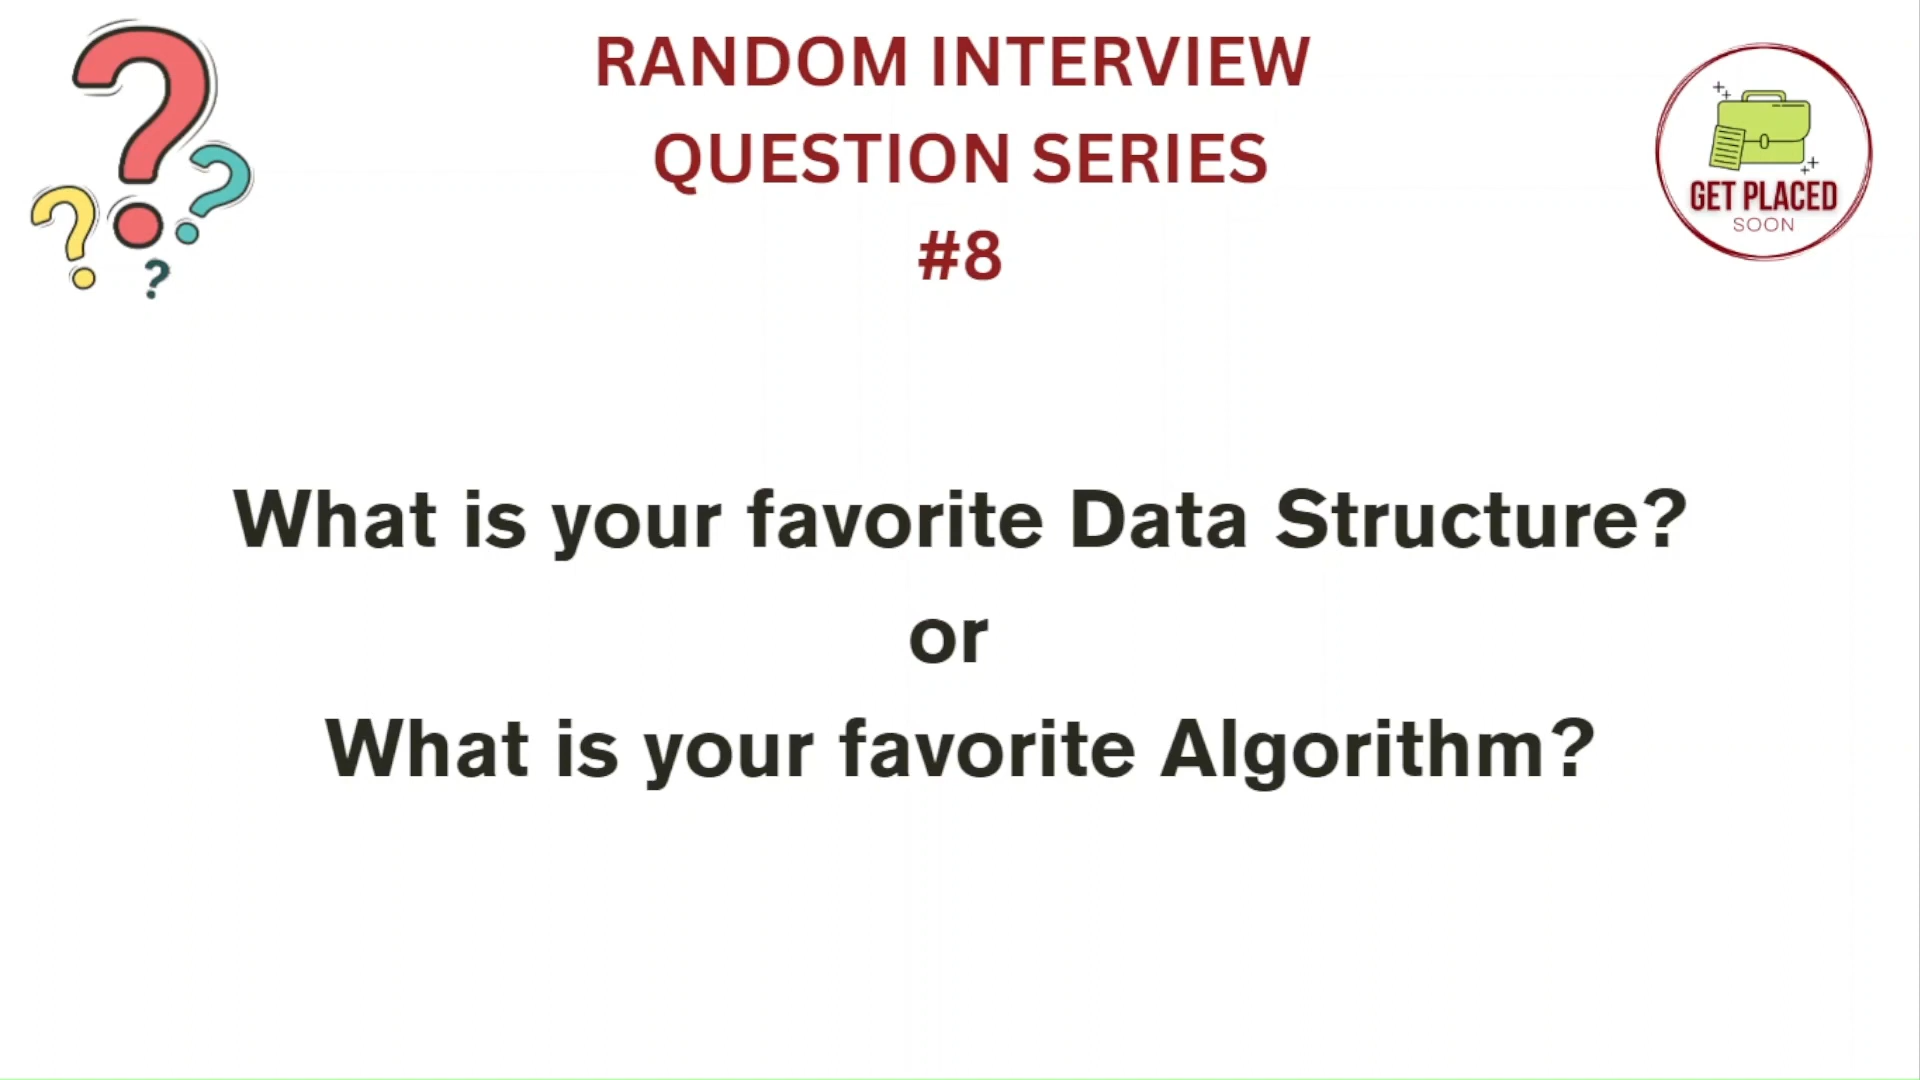 RANDOM INTERVIEW
QUESTION SERIES
#8
GET PLACED
SOON
What is your favorite Data Structure?
or
What is your favorite Algorithm?